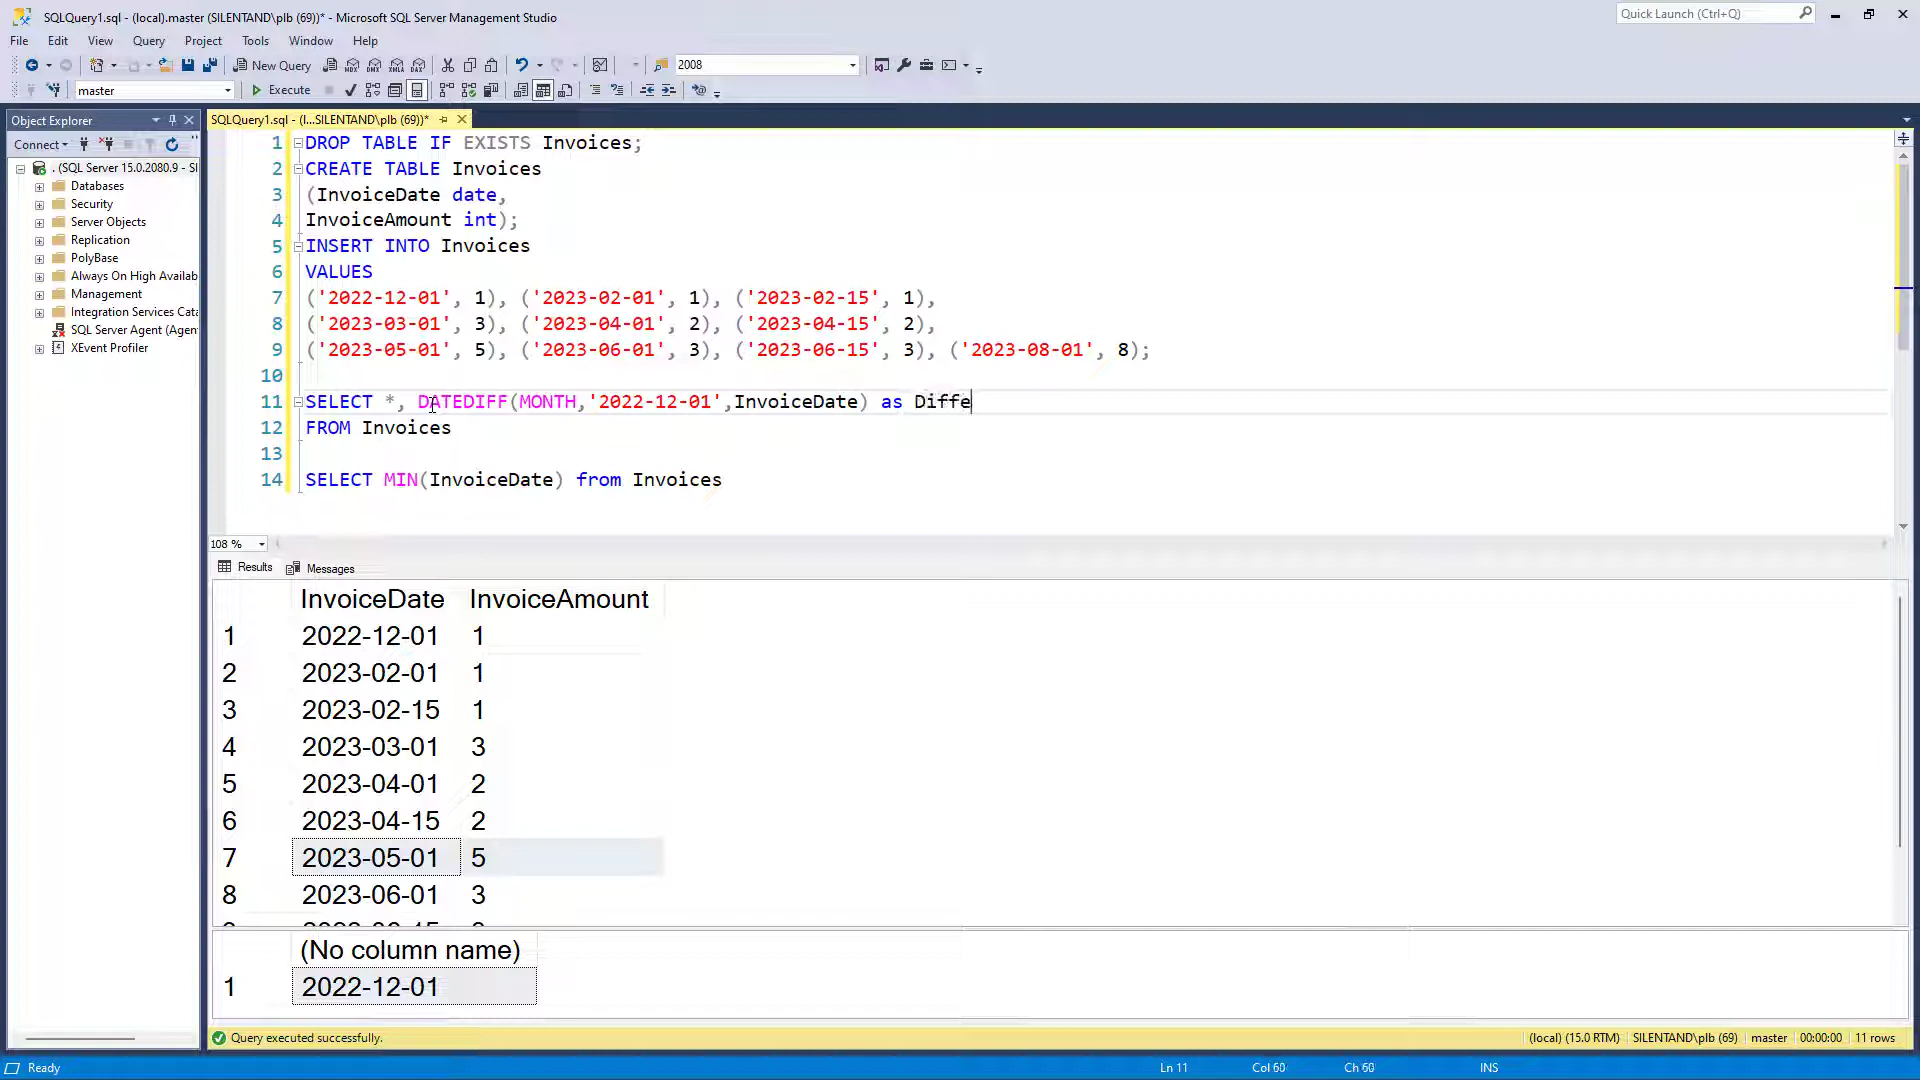 SQLQuery1.sql - (local).master (SILENTAND\plb (69))* - Microsoft SQL Server Management Studio
Quick Launch (Ctrl+Q)
File Edit View Query Project Tools Window Help
New Query
2008
master
Execute
Object Explorer
SQLQuery1.sql - (l...SILENTAND\plb (69))*
Connect
. (SQL Server 15.0.2080.9 - SI
Databases
Security
Server Objects
Replication
PolyBase
Always On High Availab
Management
Integration Services Cata
SQL Server Agent (Agen
XEvent Profiler
1 DROP TABLE IF EXISTS Invoices;
2 CREATE TABLE Invoices
3 (InvoiceDate date,
4 InvoiceAmount int);
5 INSERT INTO Invoices
6 VALUES
7 ('2022-12-01', 1), ('2023-02-01', 1), ('2023-02-15', 1),
8 ('2023-03-01', 3), ('2023-04-01', 2), ('2023-04-15', 2),
9 ('2023-05-01', 5), ('2023-06-01', 3), ('2023-06-15', 3), ('2023-08-01', 8);
10
11 SELECT *, DATEDIFF(MONTH,'2022-12-01',InvoiceDate) as Diffe
12 FROM Invoices
13
14 SELECT MIN(InvoiceDate) from Invoices
108 %
Results Messages
InvoiceDate InvoiceAmount
1 2022-12-01 1
2 2023-02-01 1
3 2023-02-15 1
4 2023-03-01 3
5 2023-04-01 2
6 2023-04-15 2
7 2023-05-01 5
8 2023-06-01 3
(No column name)
1 2022-12-01
Query executed successfully.
(local) (15.0 RTM) SILENTAND\plb (69) master 00:00:00 11 rows
Ready
Ln 11 Col 60 Ch 60 INS